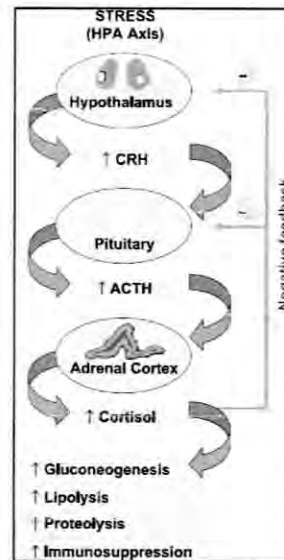 STRESS
(HPA Axis)
–
Hypothalamus
↑ CRH
–
Pituitary
↑ ACTH
Adrenal Cortex
↑ Cortisol
Negative feedback
↑ Gluconeogenesis
↑ Lipolysis
↑ Proteolysis
↑ Immunosuppression